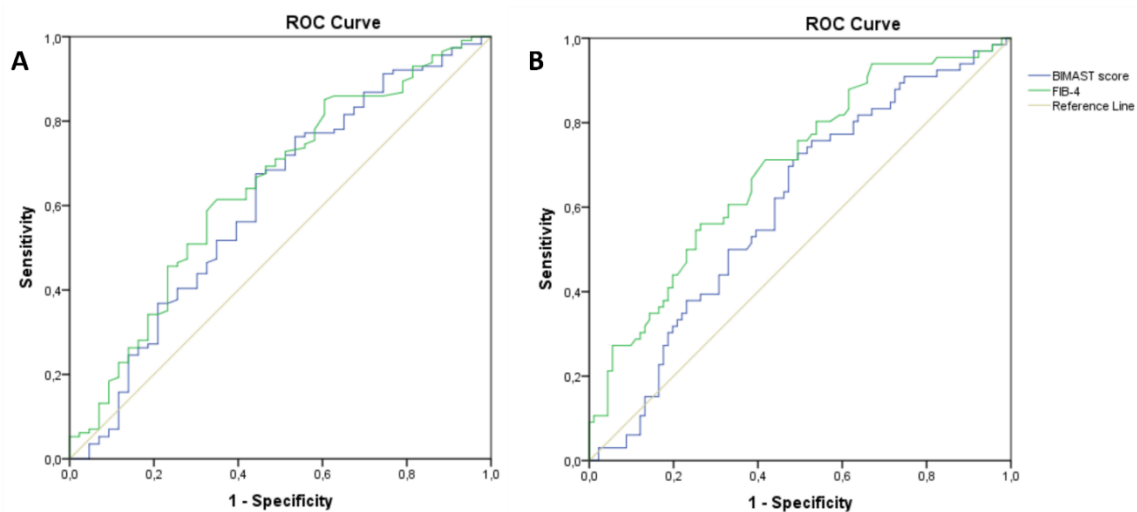 A
ROC Curve
Sensitivity
1,0
0,8
0,6
0,4
0,2
0,0
0,0 0,2 0,4 0,6 0,8 1,0
1 - Specificity
B
ROC Curve
Sensitivity
1,0
0,8
0,6
0,4
0,2
0,0
0,0 0,2 0,4 0,6 0,8 1,0
1 - Specificity
BIMAST score
FIB-4
Reference Line